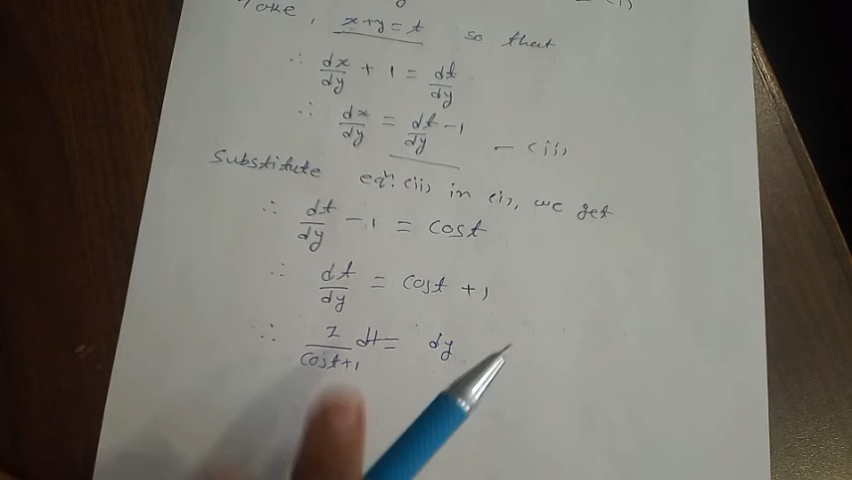 Take, x+y=t so that
∴ dx/dy + 1 = dt/dy
∴ dx/dy = dt/dy -1 - (ii)
Substitute eqn. (ii) in (i), we get
∴ dt/dy - 1 = cost
∴ dt/dy = cost + 1
∴ 1/cost+1 dt = dy